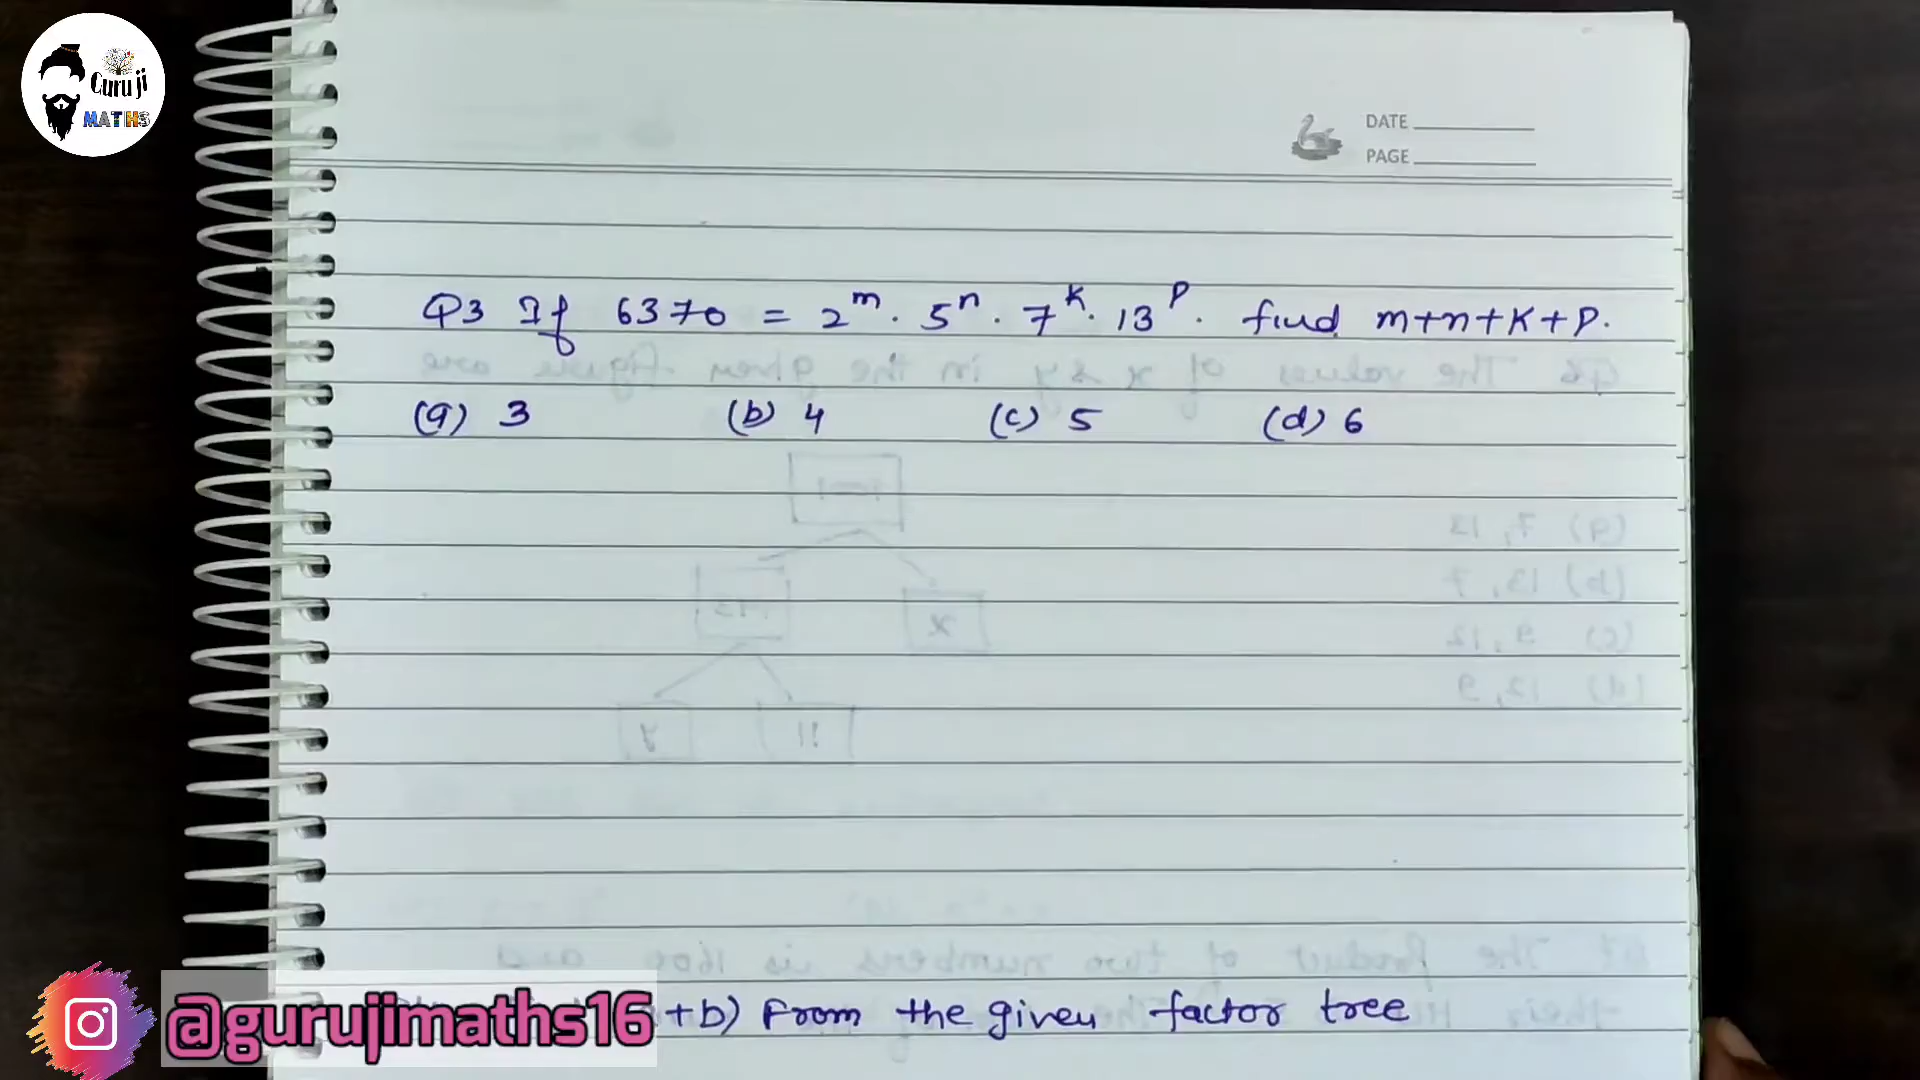 Guru ji
MATHS
DATE
PAGE
Q3 If 6370 = 2^m. 5^n. 7^k. 13^p. find m+n+k+p.
(a) 3 (b) 4 (c) 5 (d) 6
+b) From the given factor tree
@gurujimaths16